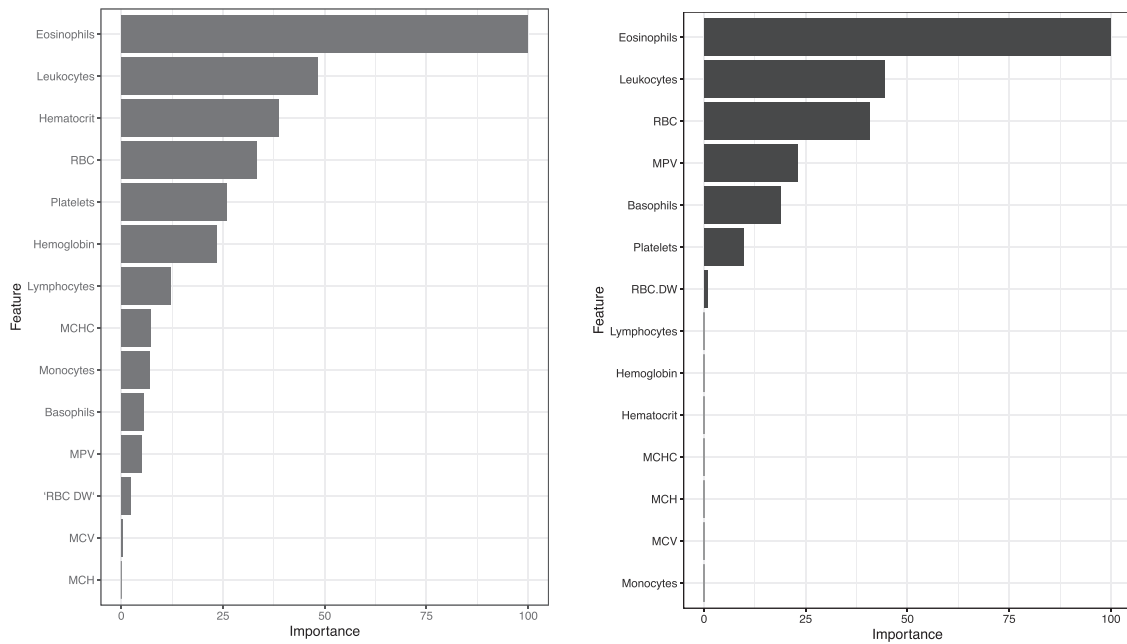 Eosinophils
Leukocytes
Hematocrit
RBC
Platelets
Hemoglobin
Lymphocytes
MCHC
Monocytes
Basophils
MPV
'RBC DW'
MCV
MCH
Feature
0 25 50 75 100
Importance
Eosinophils
Leukocytes
RBC
MPV
Basophils
Platelets
RBC.DW
Lymphocytes
Hemoglobin
Hematocrit
MCHC
MCH
MCV
Monocytes
Feature
0 25 50 75 100
Importance